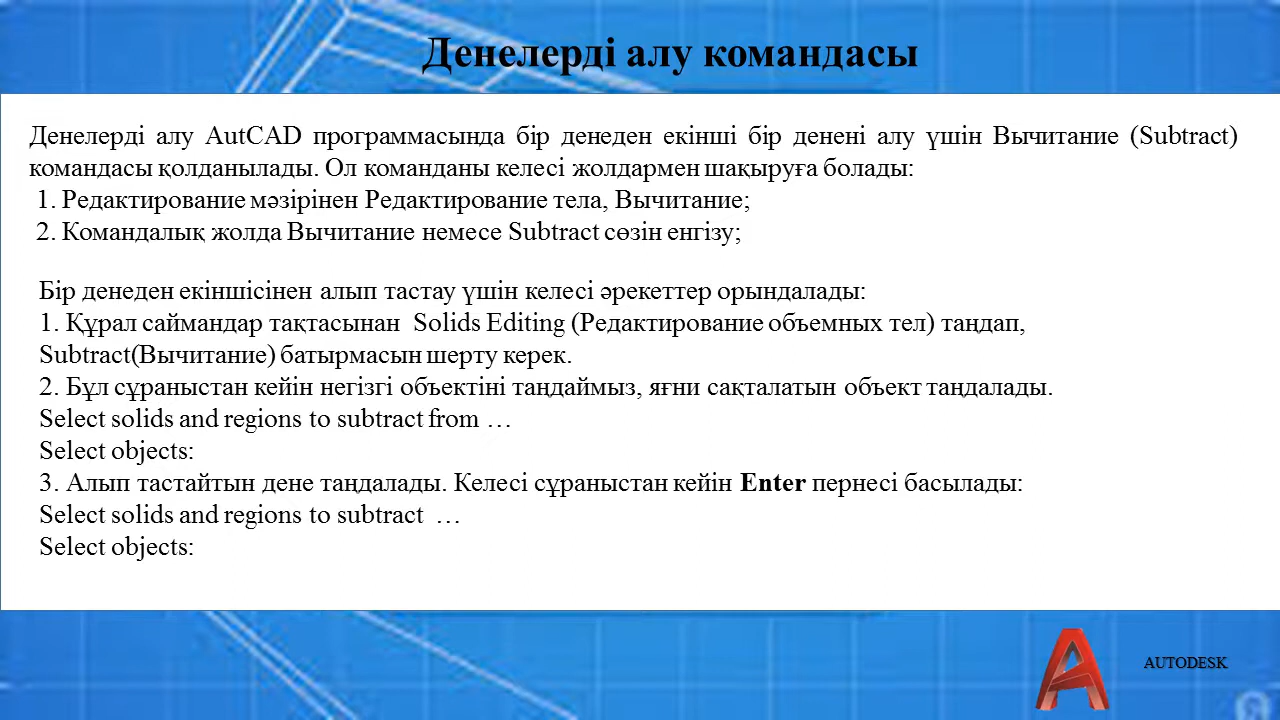 Денелерді алу командасы
Денелерді алу AutCAD программасында бір денеден екінші бір денені алу үшін Вычитание (Subtract)
командасы қолданылады. Ол команданы келесі жолдармен шақыруға болады:
1. Редактирование мәзірінен Редактирование тела, Вычитание;
2. Командалық жолда Вычитание немесе Subtract сөзін енгізу;
Бір денеден екіншісінен алып тастау үшін келесі әрекеттер орындалады:
1. Құрал саймандар тақтасынан Solids Editing (Редактирование объемных тел) таңдап,
Subtract(Вычитание) батырмасын шерту керек.
2. Бұл сұраныстан кейін негізгі объектіні таңдаймыз, яғни сақталатын объект таңдалады.
Select solids and regions to subtract from …
Select objects:
3. Алып тастайтын дене таңдалады. Келесі сұраныстан кейін Enter пернесі басылады:
Select solids and regions to subtract …
Select objects:
AUTODESK